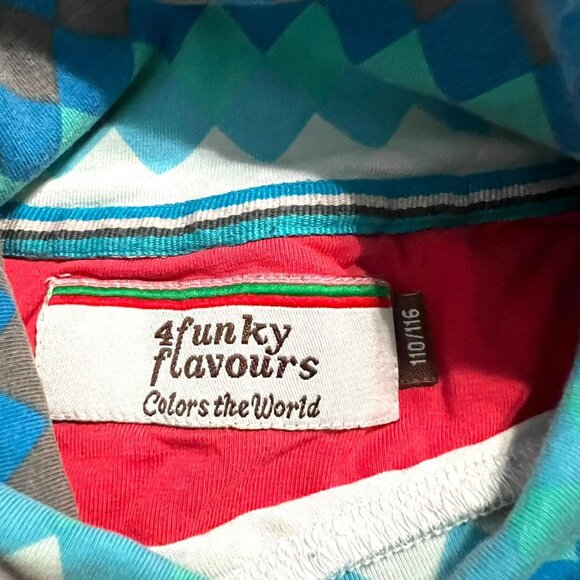 4funky
flavours
Colors the World
110/116